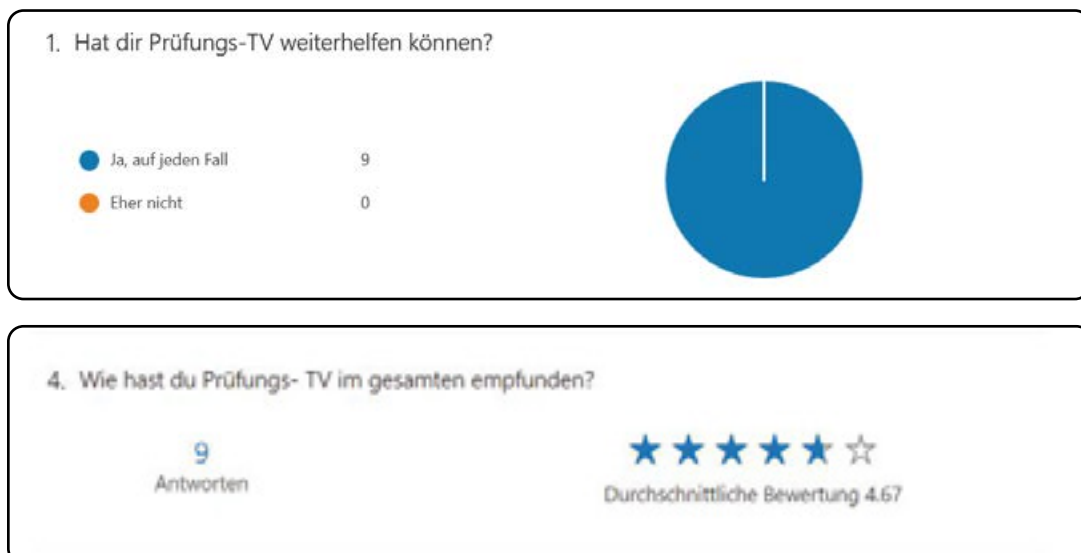 1. Hat dir Prüfungs-TV weiterhelfen können?
Ja, auf jeden Fall 9
Eher nicht 0
4. Wie hast du Prüfungs- TV im gesamten empfunden?
9
Antworten
Durchschnittliche Bewertung 4.67